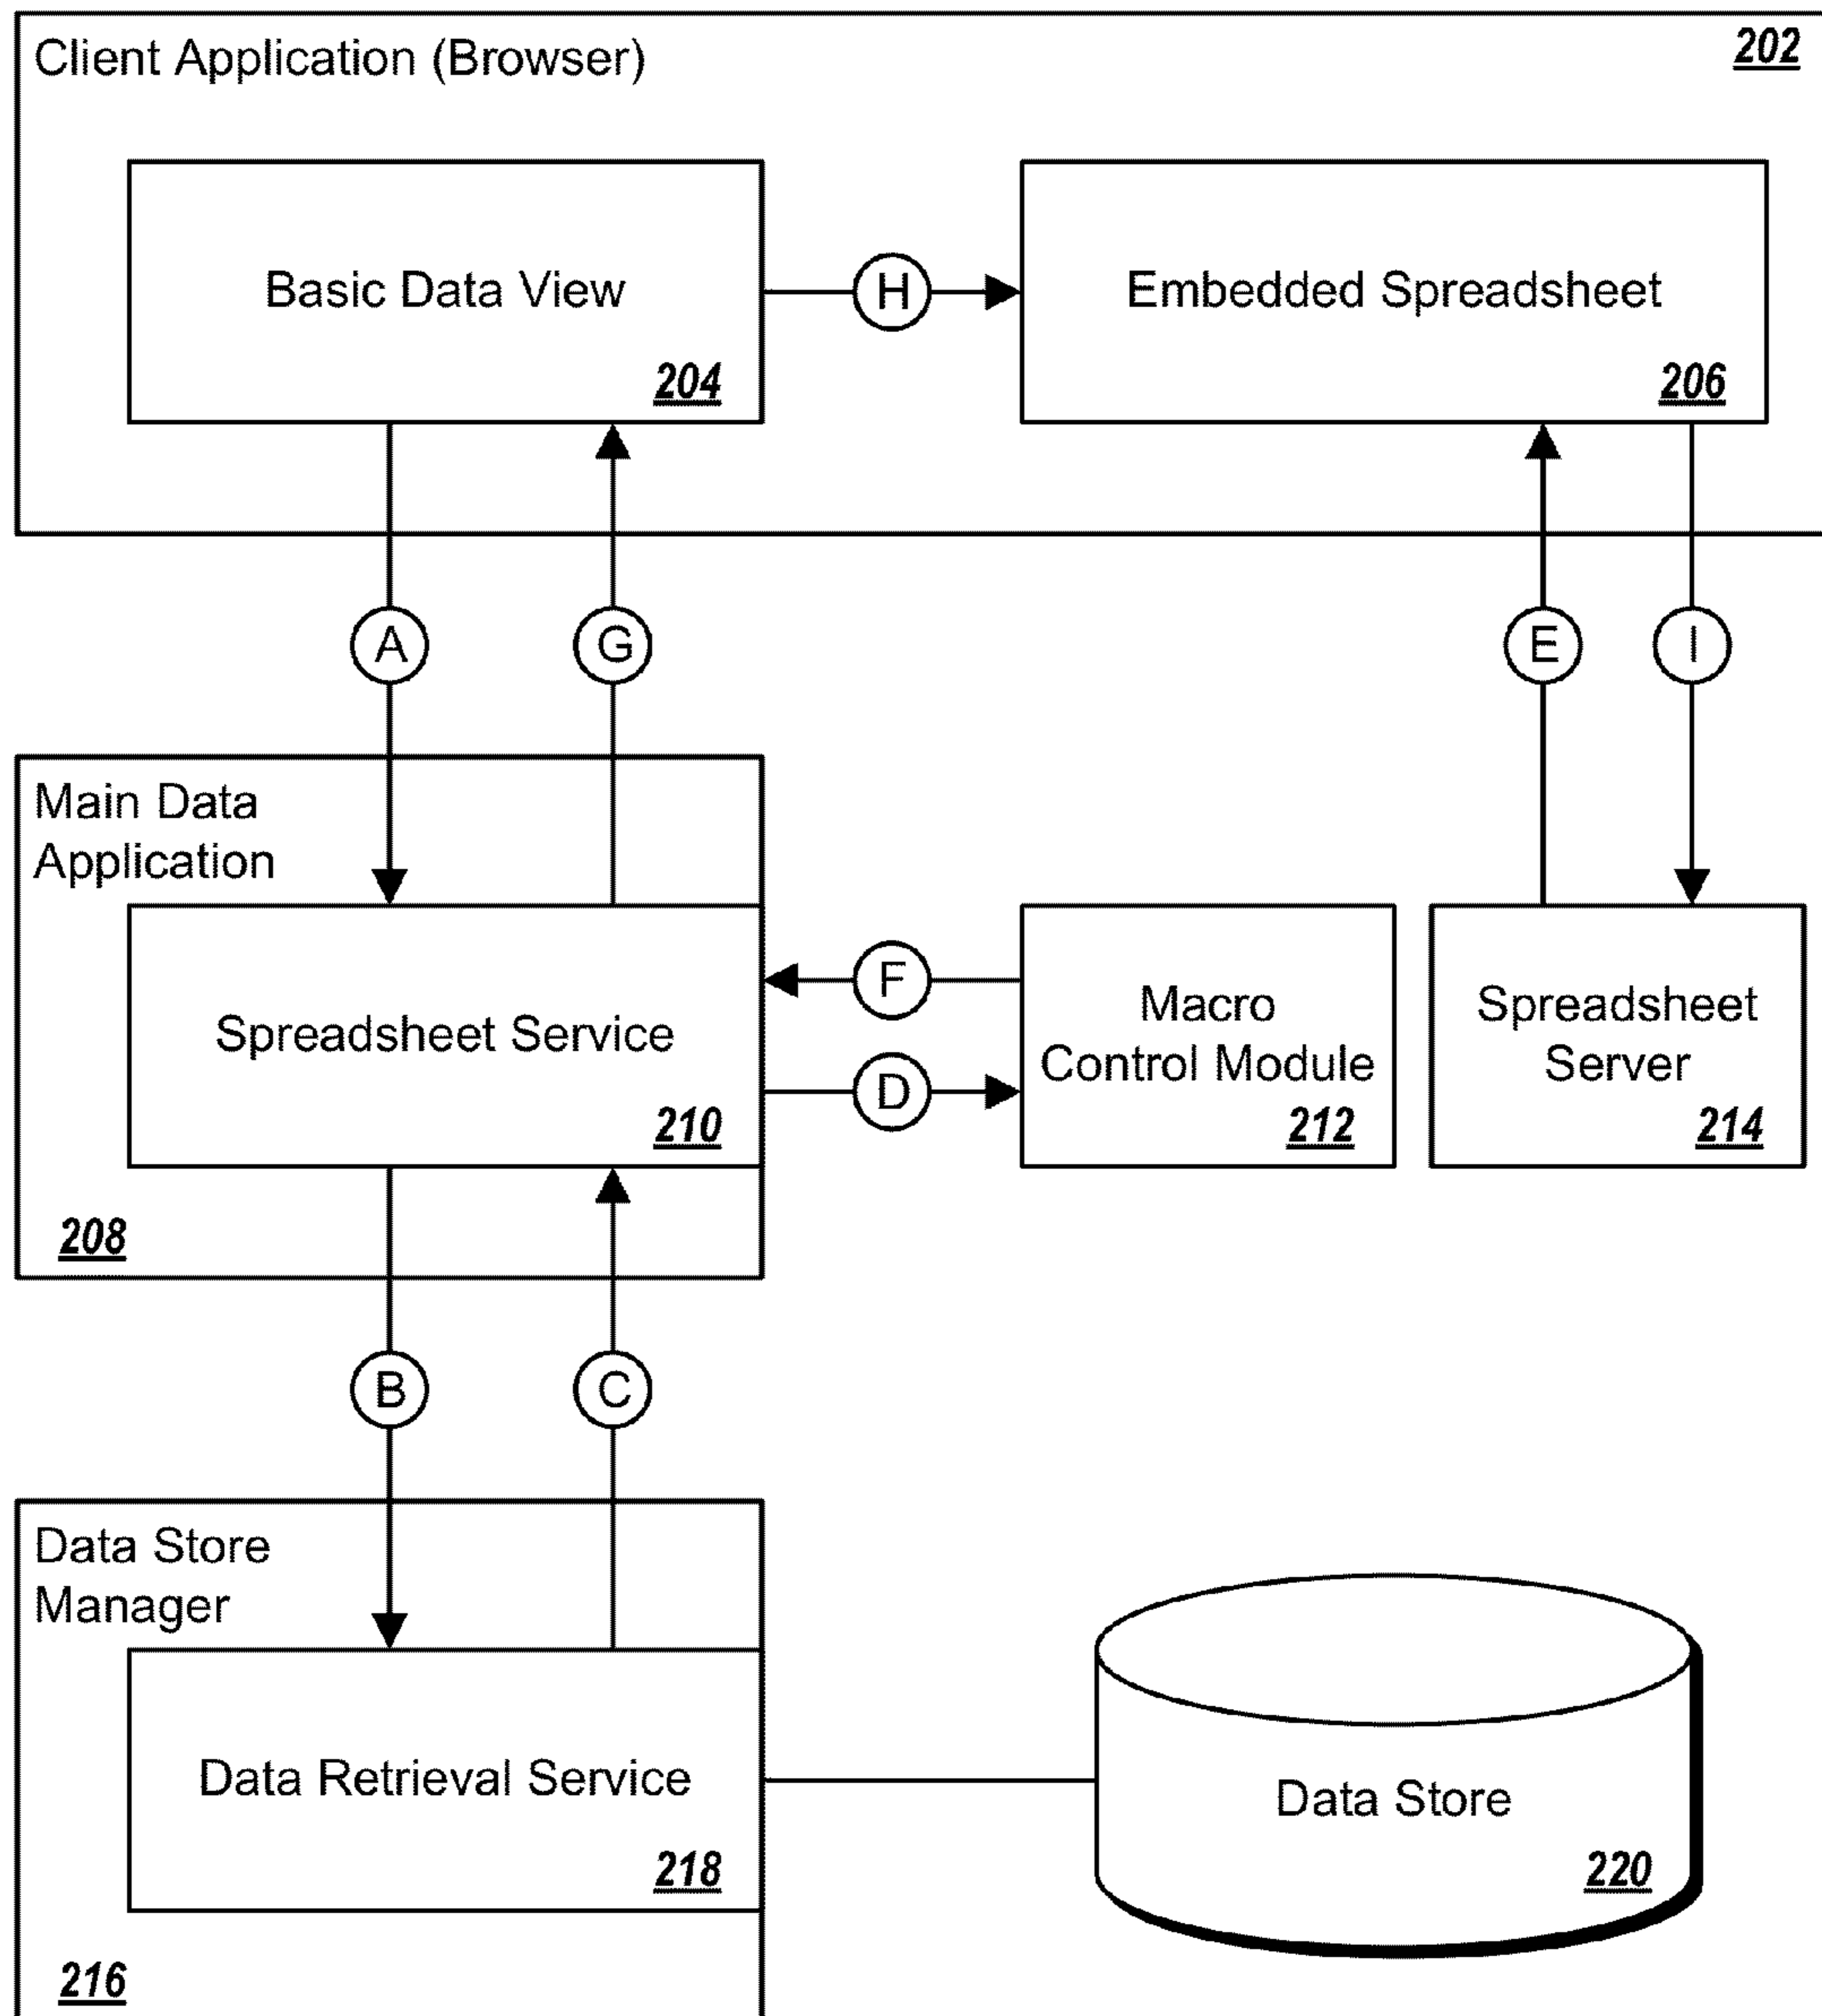 Client Application (Browser)
202
Basic Data View
204
H
Embedded Spreadsheet
206
A
G
E
I
Main Data
Application
Spreadsheet Service
210
208
F
D
Macro
Control Module
212
Spreadsheet
Server
214
B
C
Data Store
Manager
Data Retrieval Service
218
216
Data Store
220